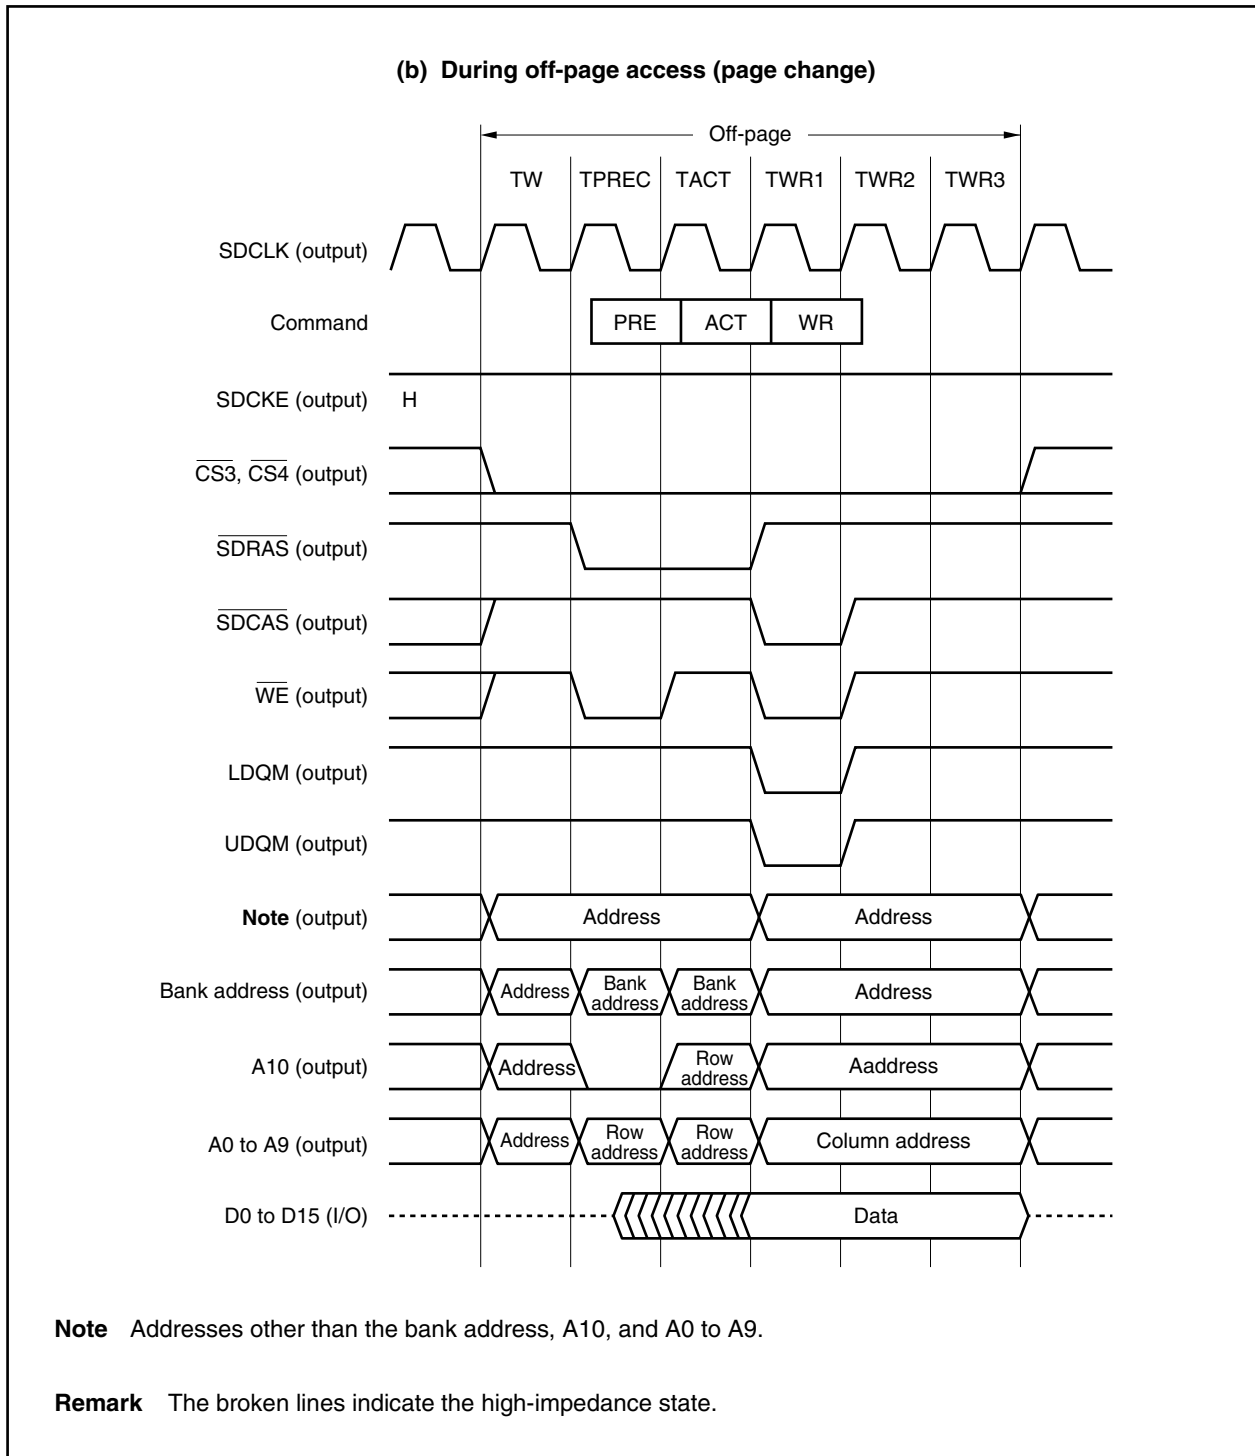 (b) During off-page access (page change)
Off-page
TW TPREC TACT TWR1 TWR2 TWR3
SDCLK (output)
Command PRE ACT WR
SDCKE (output) H
CS3, CS4 (output)
SDRAS (output)
SDCAS (output)
WE (output)
LDQM (output)
UDQM (output)
Note (output) Address Address
Bank address (output) Address Bank address Bank address Address
A10 (output) Address Row address Aaddress
A0 to A9 (output) Address Row address Row address Column address
D0 to D15 (I/O) Data
Note Addresses other than the bank address, A10, and A0 to A9.
Remark The broken lines indicate the high-impedance state.